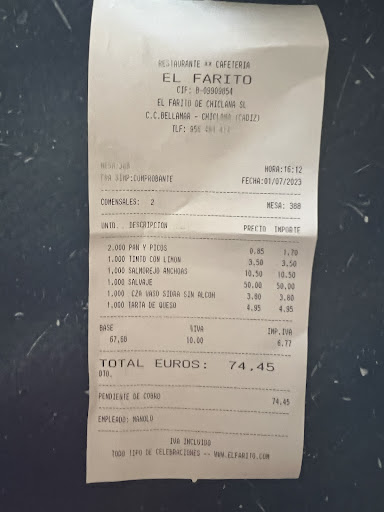 RESTAURANTE ** CAFETERIA
EL FARITO
CIF: B-09909854
EL FARITO DE CHICLANA SL
C.C.BELLAMAR - CHICLANA (CADIZ)
TLF: 956
HORA:16:12
FRA SIMP:COMPROBANTE FECHA:01/07/2023
COMENSALES: 2 MESA: 308
UNID.. DESCRIPCION PRECIO IMPORTE
2,000 PAN Y PICOS 0.85 1,70
1,000 TINTO CON LIMON 3,50 3,50
1,000 SALMOREJO ANCHOAS 10,50 10,50
1,000 SALVAJE 50,00 50,00
1,000 CZA VASO SIDRA SIN ALCOH 3,80 3,80
1,000 TARTA DE QUESO 4,95 4,95
BASE %IVA IMP.IVA
67,68 10,00 6,77
TOTAL EUROS: 74,45
DTO.
PENDIENTE DE COBRO 74,45
EMPLEADO: MANOLO
IVA INCLUIDO
TODO TIPO DE CELEBRACIONES -- WWW.ELFARITO.COM